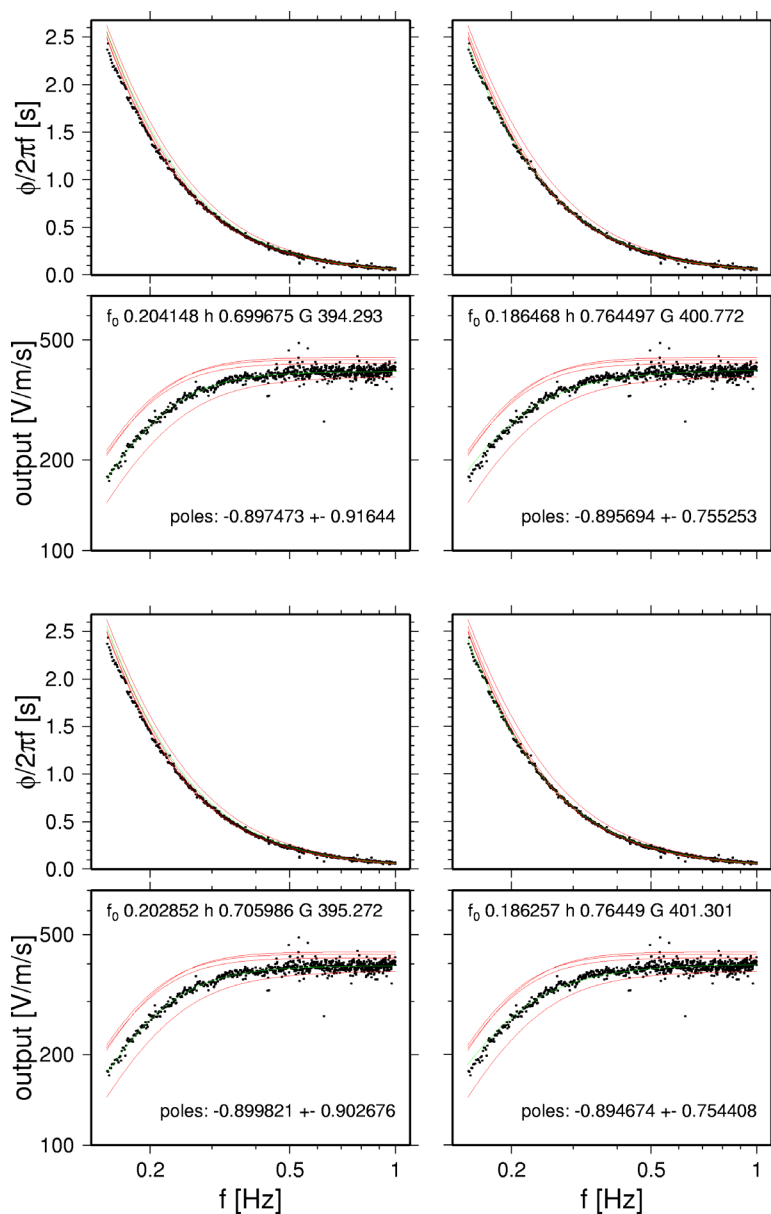 2.5
2.0
1.5
1.0
0.5
0.0
ϕ/2πf [s]
500
200
100
output [V/m/s]
f0 0.204148 h 0.699675 G 394.293
poles: -0.897473 +- 0.91644
f0 0.186468 h 0.764497 G 400.772
poles: -0.895694 +- 0.755253
2.5
2.0
1.5
1.0
0.5
0.0
ϕ/2πf [s]
500
200
100
output [V/m/s]
f0 0.202852 h 0.705986 G 395.272
poles: -0.899821 +- 0.902676
f0 0.186257 h 0.76449 G 401.301
poles: -0.894674 +- 0.754408
0.2 0.5 1
0.2 0.5 1
f [Hz]
f [Hz]